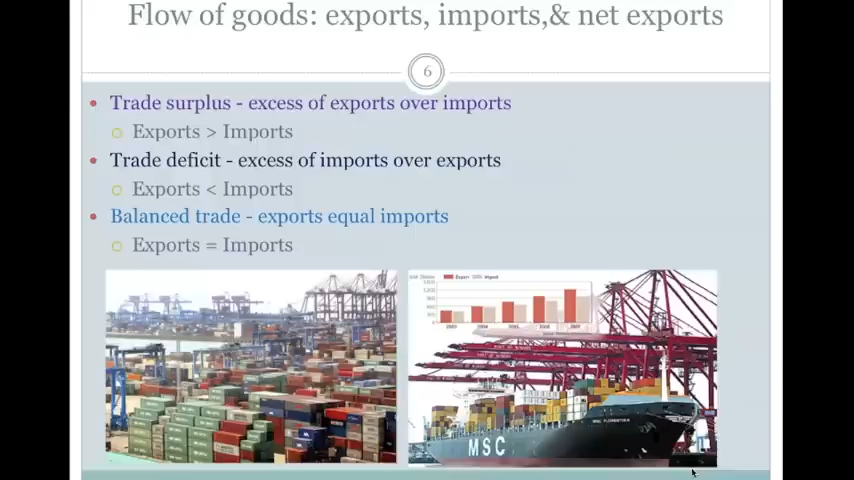 Flow of goods: exports, imports,& net exports
6
Trade surplus - excess of exports over imports
Exports > Imports
Trade deficit - excess of imports over exports
Exports < Imports
Balanced trade - exports equal imports
Exports = Imports
Export Import
MSC